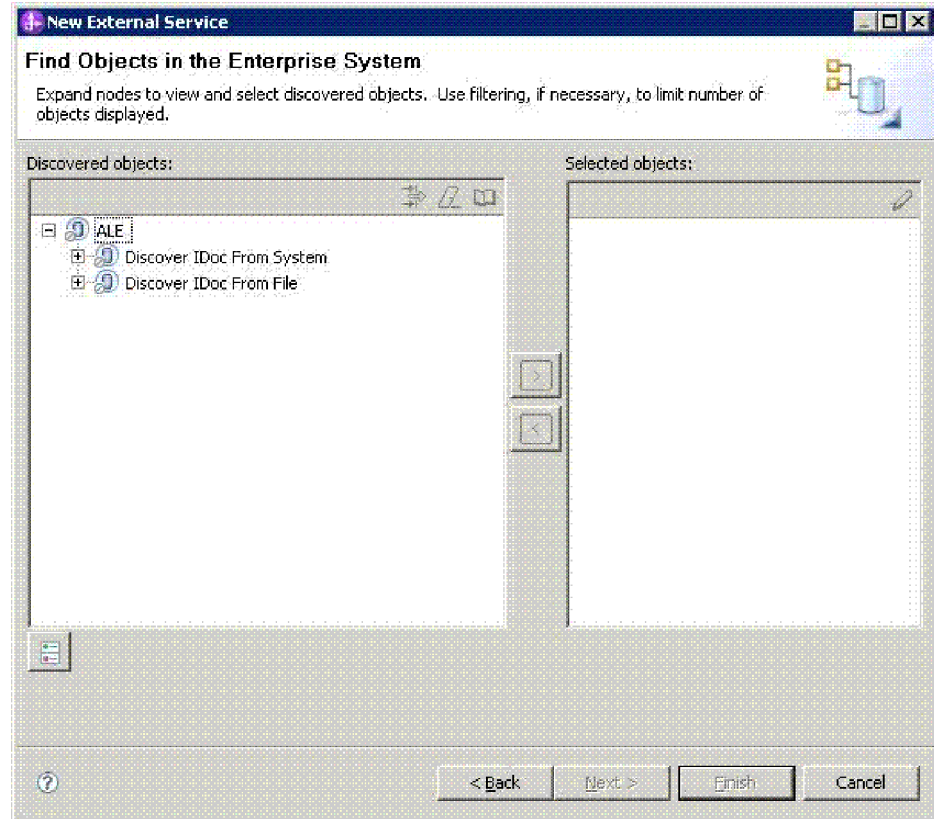 New External Service
Find Objects in the Enterprise System
Expand nodes to view and select discovered objects. Use filtering, if necessary, to limit number of
objects displayed.
Discovered objects:
Selected objects:
ALE
Discover IDoc From System
Discover IDoc From File
>
<
?
< Back
Next >
Finish
Cancel